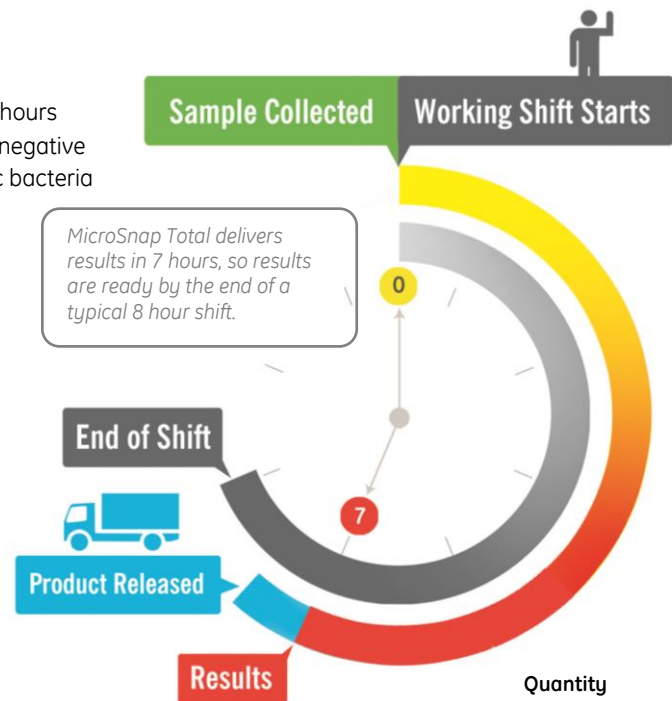 hours
negative
c bacteria
Sample Collected
Working Shift Starts
MicroSnap Total delivers
results in 7 hours, so results
are ready by the end of a
typical 8 hour shift.
0
End of Shift
7
Product Released
Results
Quantity